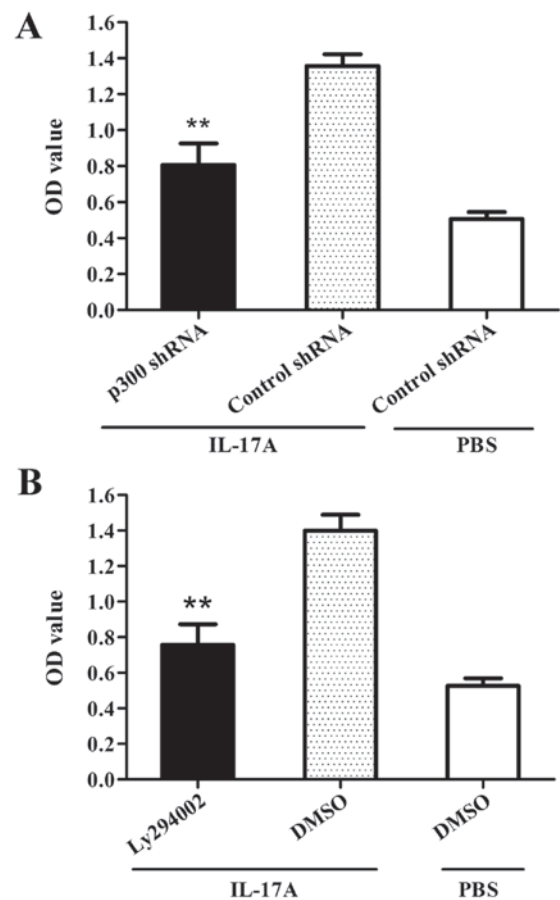 A
OD value
1.6
1.4
1.2
1.0
0.8
0.6
0.4
0.2
0.0
**
p300 shRNA
Control shRNA
Control shRNA
IL-17A
PBS
B
OD value
1.6
1.4
1.2
1.0
0.8
0.6
0.4
0.2
0.0
**
Ly294002
DMSO
DMSO
IL-17A
PBS